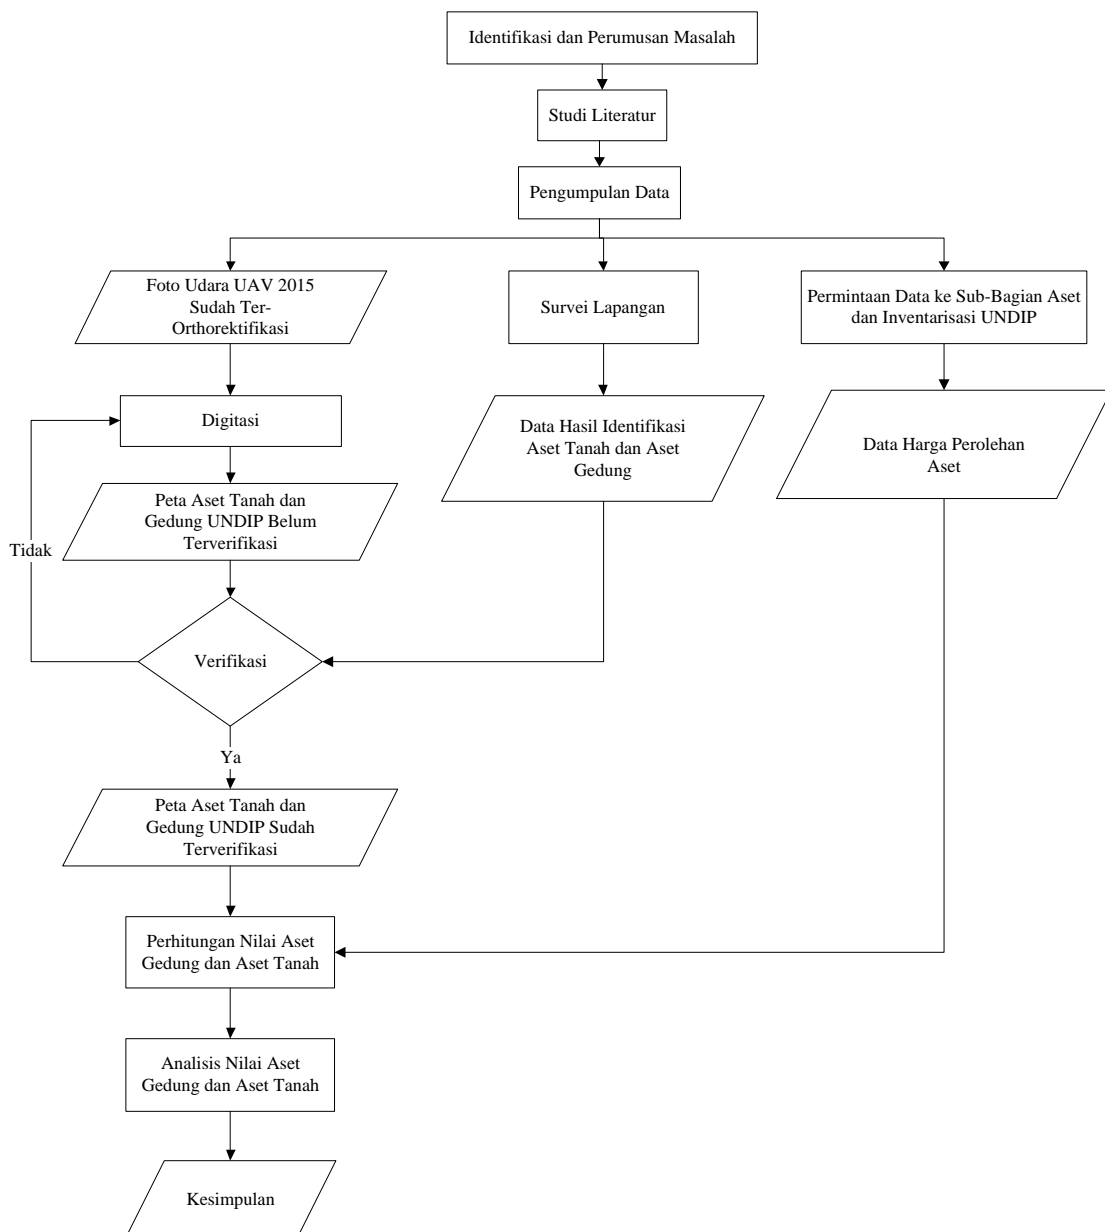 Identifikasi dan Perumusan Masalah
Studi Literatur
Pengumpulan Data
Foto Udara UAV 2015
Sudah Ter-
Orthorektifikasi
Survei Lapangan
Permintaan Data ke Sub-Bagian Aset
dan Inventarisasi UNDIP
Digitasi
Data Hasil Identifikasi
Aset Tanah dan Aset
Gedung
Data Harga Perolehan
Aset
Peta Aset Tanah dan
Gedung UNDIP Belum
Terverifikasi
Tidak
Verifikasi
Ya
Peta Aset Tanah dan
Gedung UNDIP Sudah
Terverifikasi
Perhitungan Nilai Aset
Gedung dan Aset Tanah
Analisis Nilai Aset
Gedung dan Aset Tanah
Kesimpulan